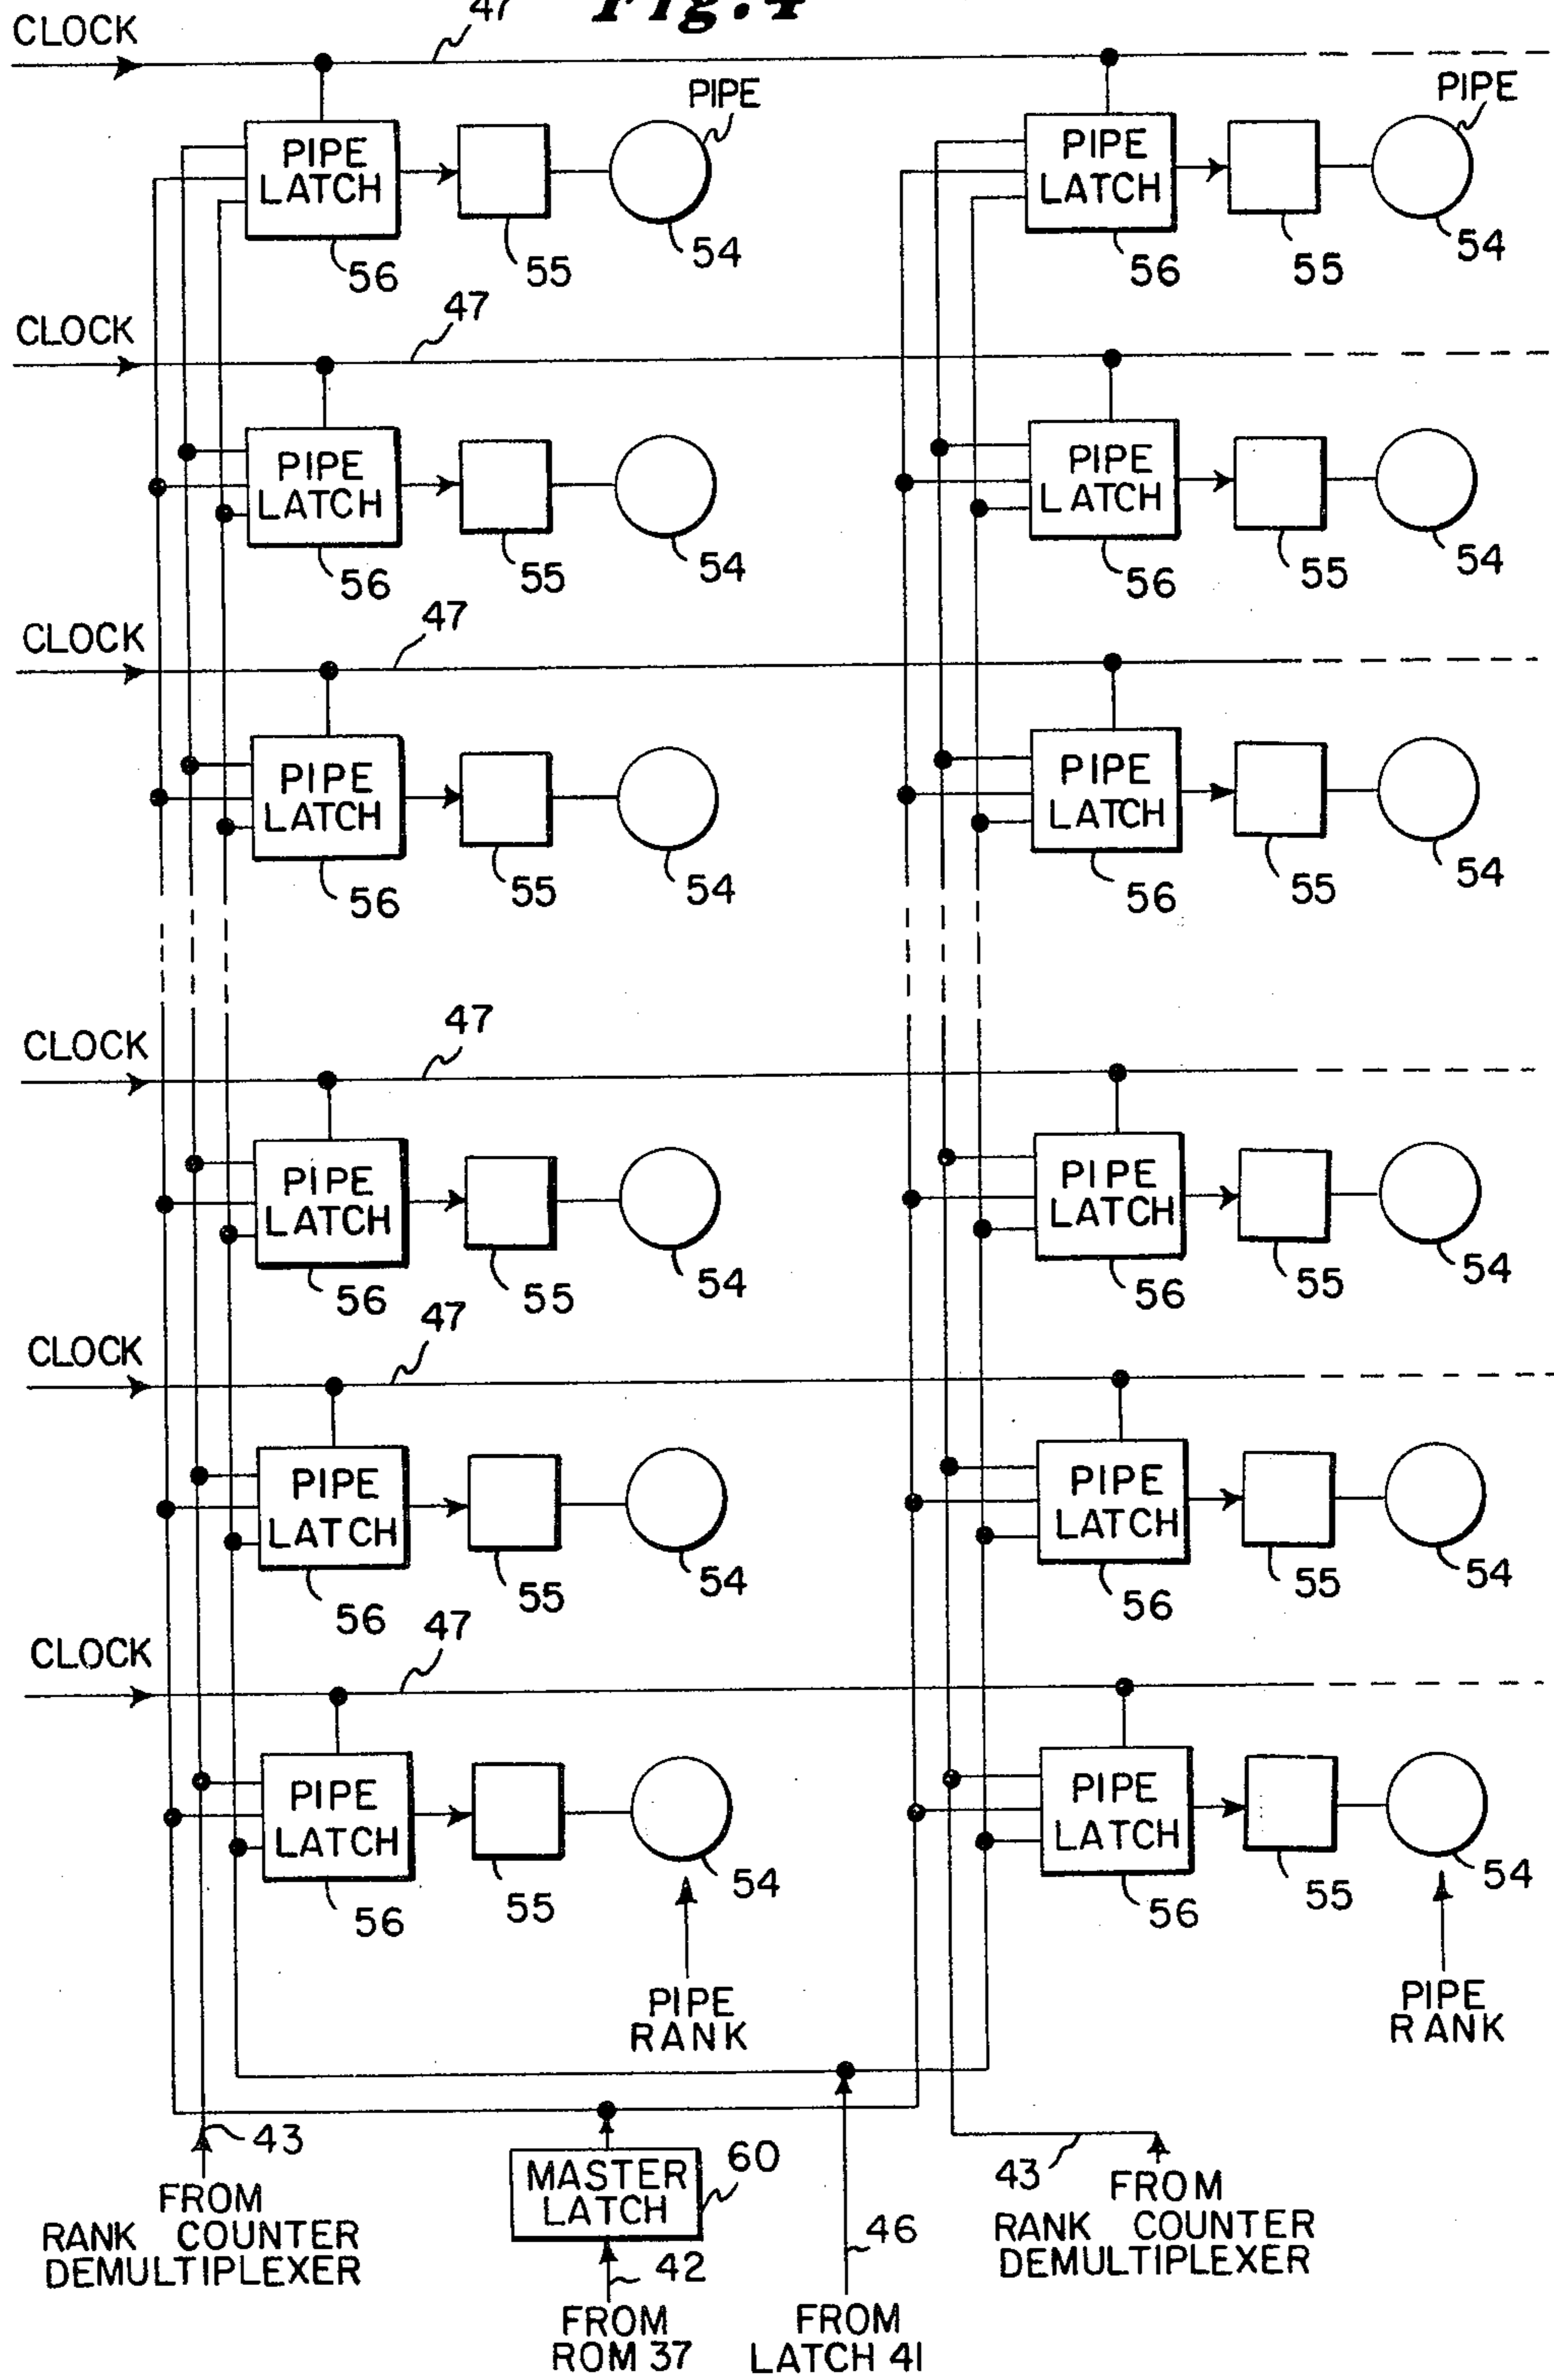 Fig. 4
CLOCK
47
PIPE
PIPE
PIPE
LATCH
PIPE
LATCH
56
55
54
56
55
54
CLOCK
47
PIPE
LATCH
PIPE
LATCH
56
55
54
56
55
54
CLOCK
47
PIPE
LATCH
PIPE
LATCH
56
55
54
56
55
54
CLOCK
47
PIPE
LATCH
PIPE
LATCH
56
55
54
56
55
54
CLOCK
47
PIPE
LATCH
PIPE
LATCH
56
55
54
56
55
54
CLOCK
47
PIPE
LATCH
PIPE
LATCH
56
55
54
56
55
54
PIPE
RANK
PIPE
RANK
43
FROM
RANK COUNTER
DEMULTIPLEXER
MASTER
LATCH
60
42
FROM
ROM 37
46
FROM
LATCH 41
43
FROM
RANK COUNTER
DEMULTIPLEXER